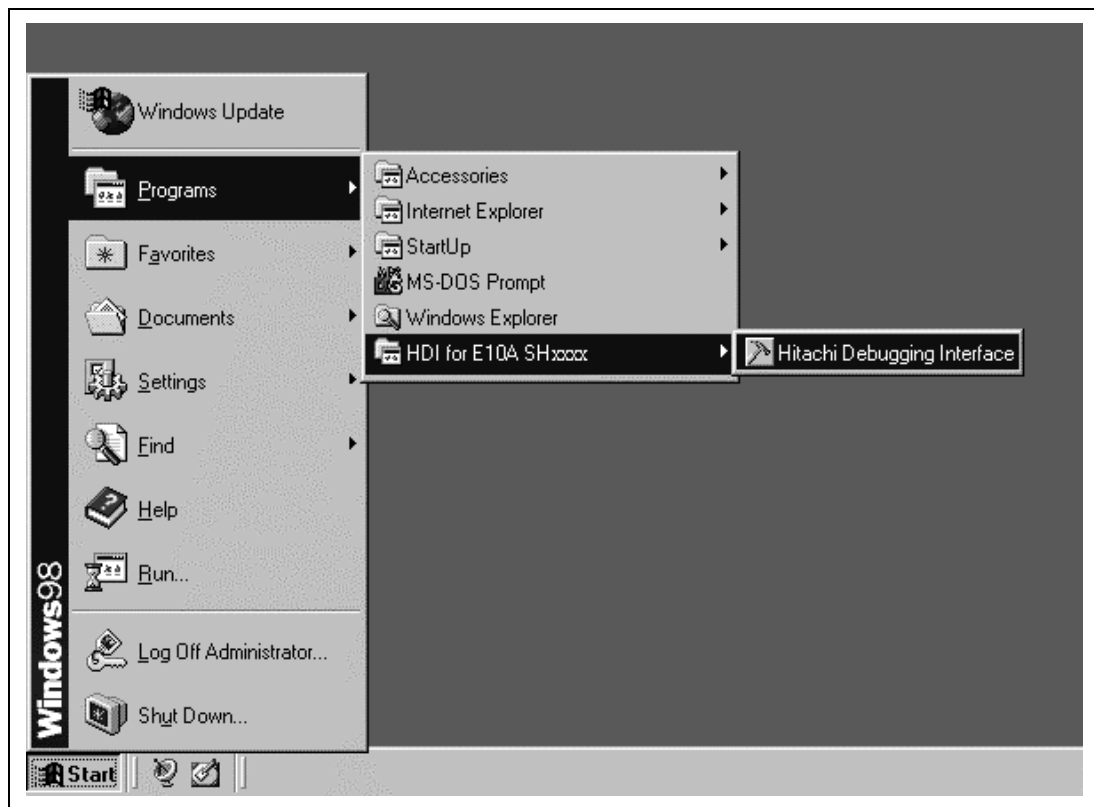 Windows Update
Programs
Favorites
Documents
Settings
Find
Help
Run...
Log Off Administrator...
Shut Down...
Windows98
Accessories
Internet Explorer
StartUp
MS-DOS Prompt
Windows Explorer
HDI for E10A SHxxxx
Hitachi Debugging Interface
Start